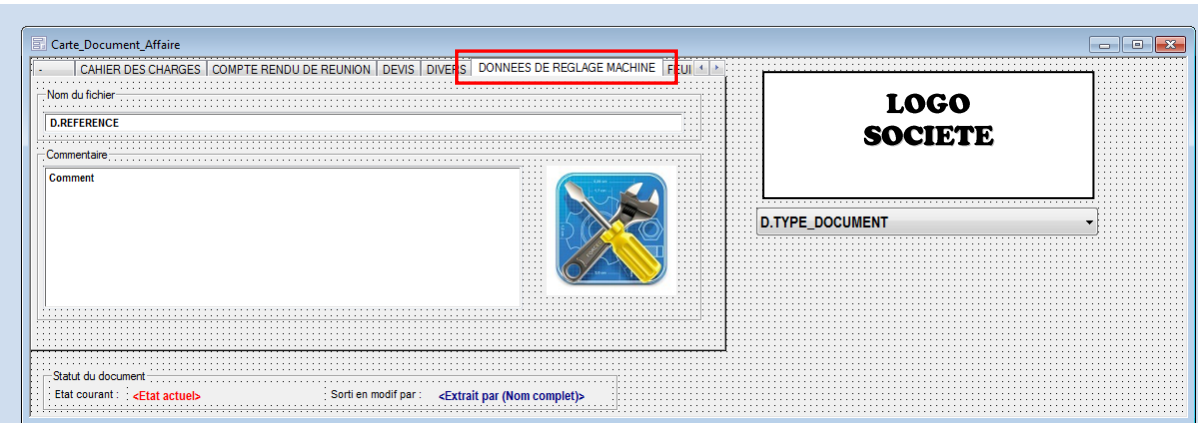 Carte_Document_Affaire
- CAHIER DES CHARGES COMPTE RENDU DE REUNION DEVIS DIVERS DONNEES DE REGLAGE MACHINE FEUI
Nom du fichier
D.REFERENCE
Commentaire
Comment
LOGO
SOCIETE
D.TYPE_DOCUMENT
Statut du document
Etat courant : <Etat actuel> Sorti en modif par : <Extrait par (Nom complet)>